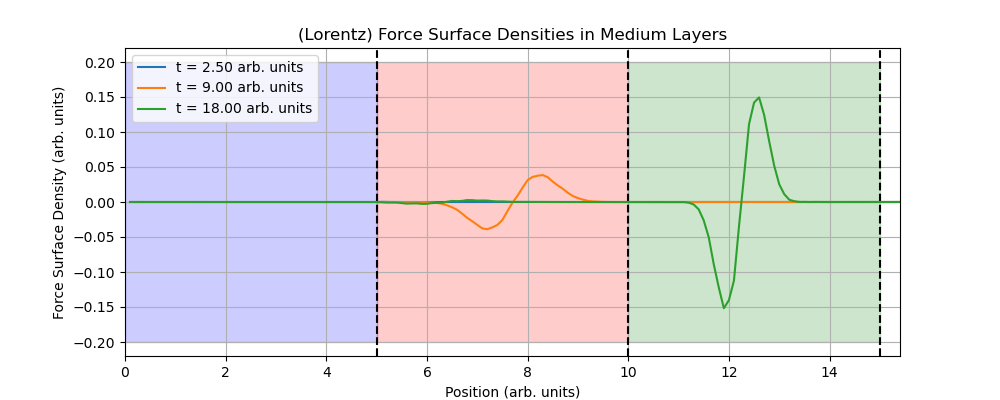 (Lorentz) Force Surface Densities in Medium Layers
t = 2.50 arb. units
t = 9.00 arb. units
t = 18.00 arb. units
Force Surface Density (arb. units)
0.20
0.15
0.10
0.05
0.00
−0.05
−0.10
−0.15
−0.20
0 2 4 6 8 10 12 14
Position (arb. units)